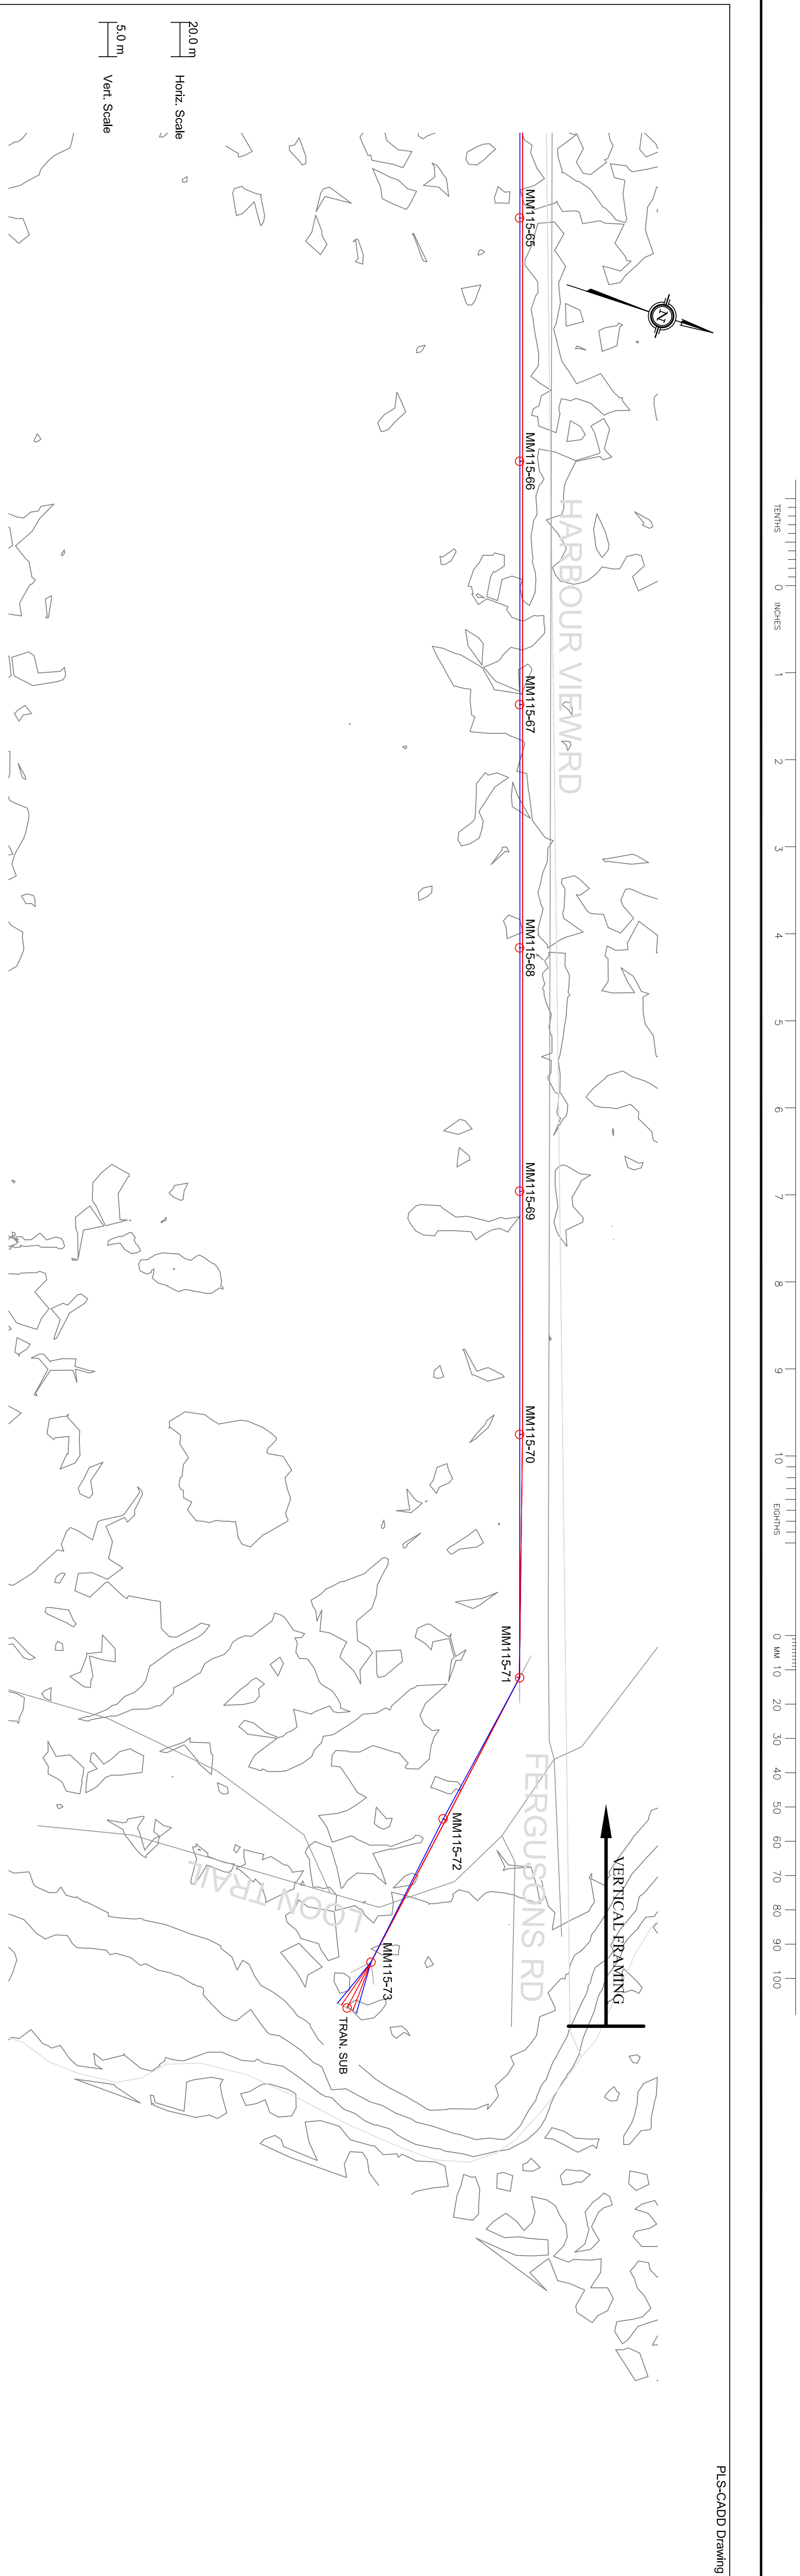 TENTHS 0 INCHES 1 2 3 4 5 6 7 8 9 10 EIGHTHS 0 MM 10 20 30 40 50 60 70 80 90 100
PLS-CADD Drawing
N
HARBOUR VIEW RD
VERTICAL FRAMING
FERGUSONS RD
MM115-65
MM115-66
MM115-67
MM115-68
MM115-69
MM115-70
MM115-71
MM115-72
MM115-73
TRAN. SUB
LOON TRAIL
20.0 m
Horiz. Scale
5.0 m
Vert. Scale